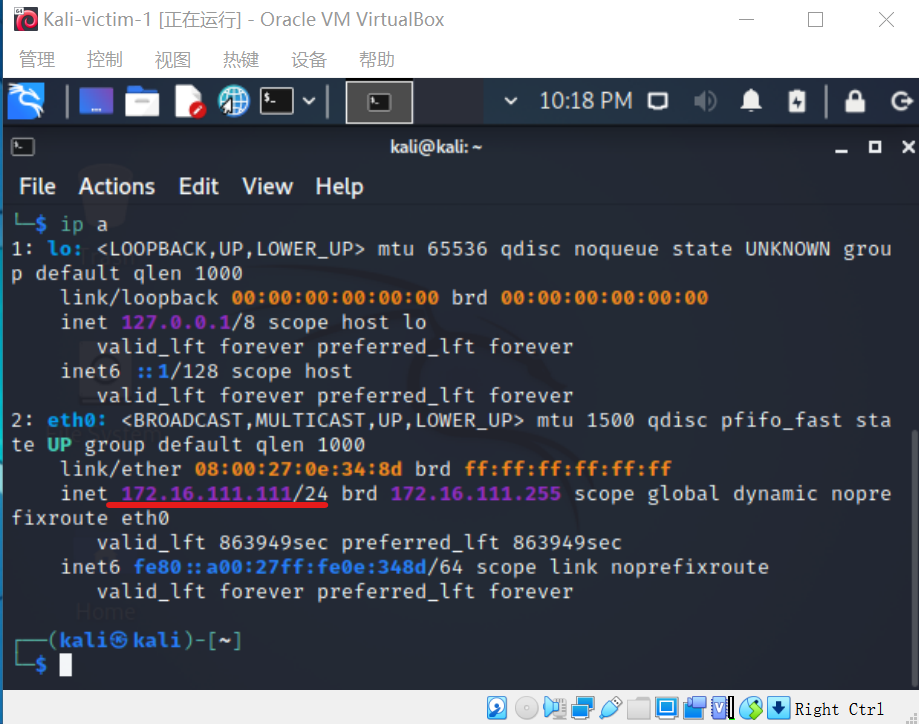 Kali-victim-1 [正在运行] - Oracle VM VirtualBox
管理 控制 视图 热键 设备 帮助
10:18 PM
kali@kali: ~
File Actions Edit View Help
└─$ ip a
1: lo: <LOOPBACK,UP,LOWER_UP> mtu 65536 qdisc noqueue state UNKNOWN grou
p default qlen 1000
link/loopback 00:00:00:00:00:00 brd 00:00:00:00:00:00
inet 127.0.0.1/8 scope host lo
valid_lft forever preferred_lft forever
inet6 ::1/128 scope host
valid_lft forever preferred_lft forever
2: eth0: <BROADCAST,MULTICAST,UP,LOWER_UP> mtu 1500 qdisc pfifo_fast sta
te UP group default qlen 1000
link/ether 08:00:27:0e:34:8d brd ff:ff:ff:ff:ff:ff
inet 172.16.111.111/24 brd 172.16.111.255 scope global dynamic nopre
fixroute eth0
valid_lft 863949sec preferred_lft 863949sec
inet6 fe80::a00:27ff:fe0e:348d/64 scope link noprefixroute
valid_lft forever preferred_lft forever
Home
┌──(kali㉿kali)-[~]
└─$
Right Ctrl